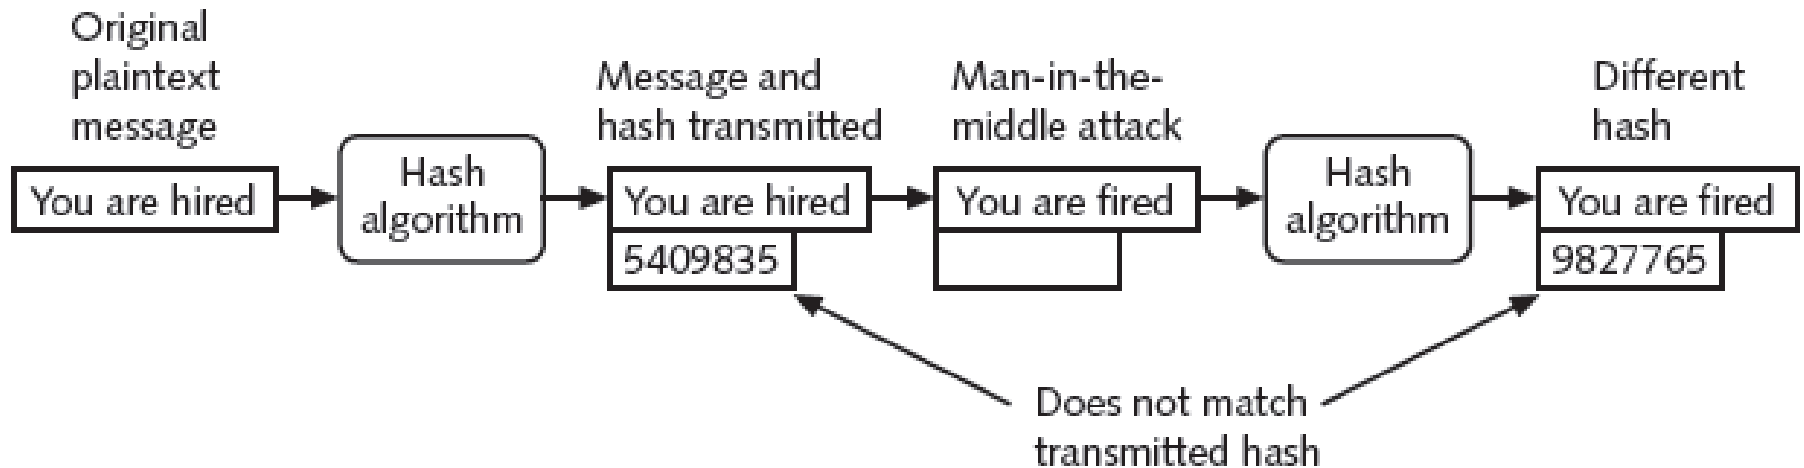 Original
plaintext
message
Message and
hash transmitted
Man-in-the-
middle attack
Different
hash
You are hired
Hash
algorithm
You are hired
5409835
You are fired
Hash
algorithm
You are fired
9827765
Does not match
transmitted hash